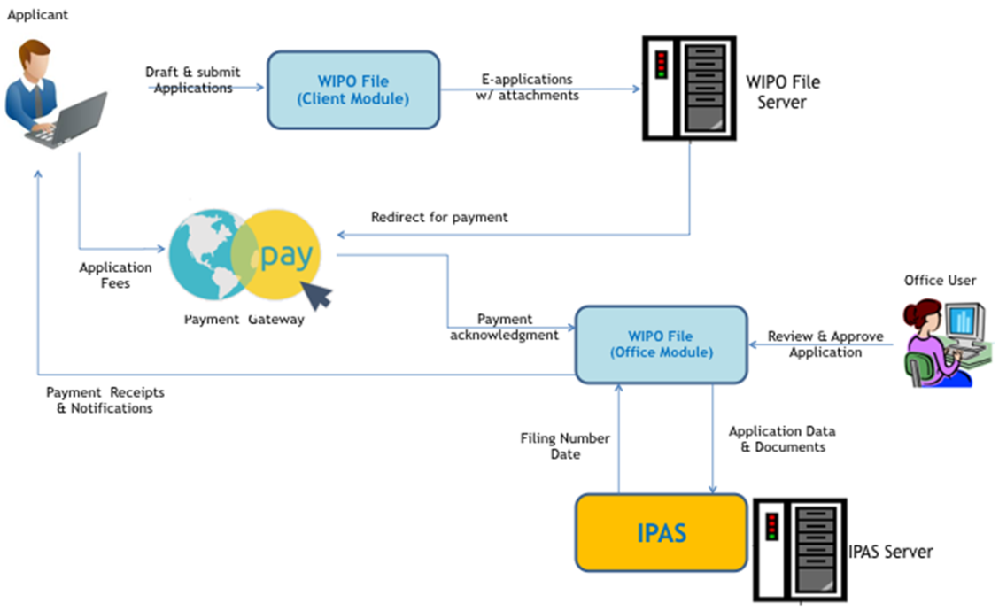 Applicant
Draft & submit
Applications
WIPO File
(Client Module)
E-applications
w/ attachments
WIPO File
Server
Redirect for payment
pay
Application
Fees
Payment Gateway
Payment
acknowledgment
WIPO File
(Office Module)
Office User
Review & Approve
Application
Payment Receipts
& Notifications
Filing Number
Date
Application Data
& Documents
IPAS
IPAS Server